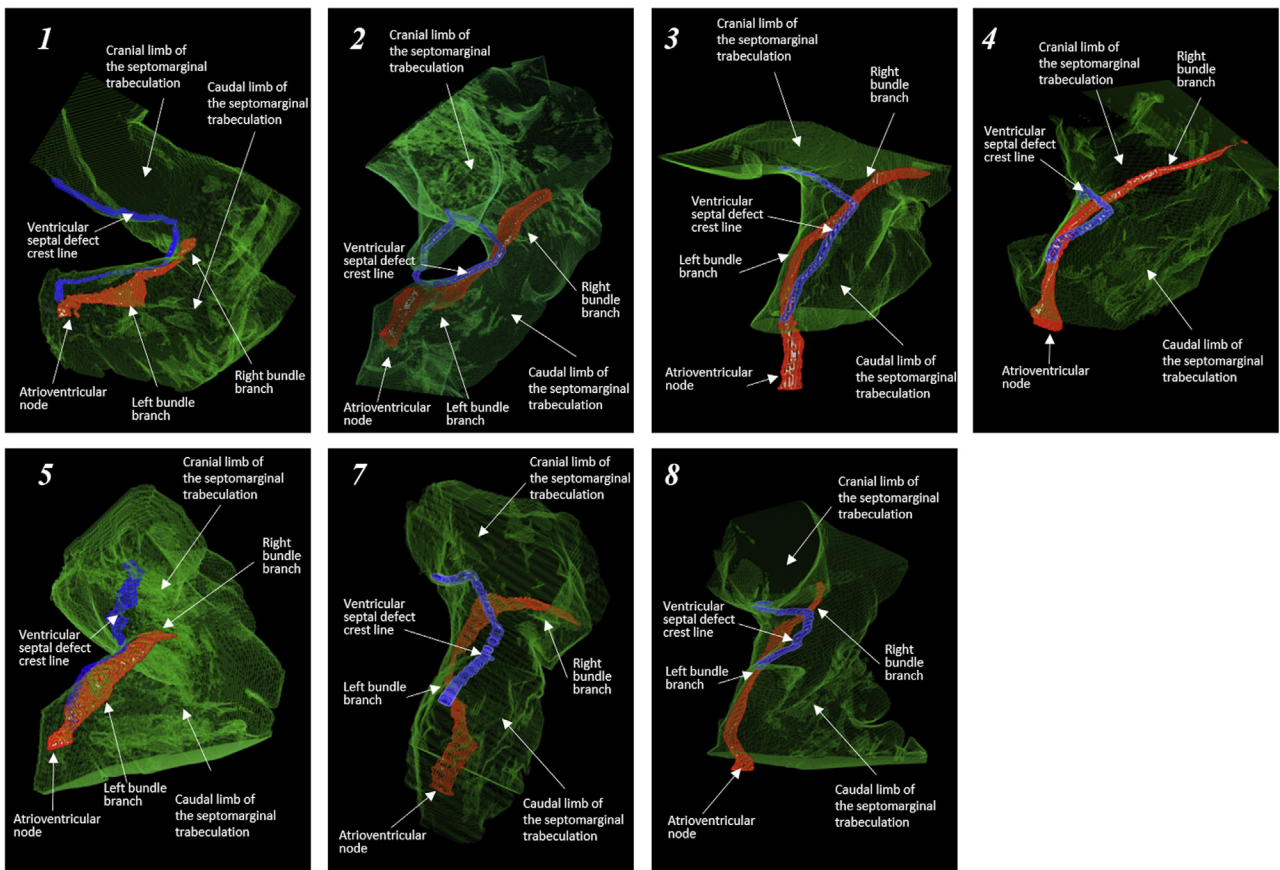 1
Cranial limb of
the septomarginal
trabeculation
Caudal limb of
the septomarginal
trabeculation
Ventricular
septal defect
crest line
Atrioventricular
node
Left bundle
branch
Right bundle
branch
2
Cranial limb of
the septomarginal
trabeculation
Ventricular
septal defect
crest line
Right
bundle
branch
Caudal limb of
the septomarginal
trabeculation
Atrioventricular
node
Left bundle
branch
3
Cranial limb of
the septomarginal
trabeculation
Right
bundle
branch
Ventricular
septal defect
crest line
Left bundle
branch
Caudal limb of
the septomarginal
trabeculation
Atrioventricular
node
4
Cranial limb of
the septomarginal
trabeculation
Right
bundle
branch
Ventricular
septal defect
crest line
Caudal limb of
the septomarginal
trabeculation
Atrioventricular
node
5
Cranial limb of
the septomarginal
trabeculation
Right
bundle
branch
Ventricular
septal defect
crest line
Left bundle
branch
Caudal limb of
the septomarginal
trabeculation
Atrioventricular
node
7
Cranial limb of
the septomarginal
trabeculation
Ventricular
septal defect
crest line
Right
bundle
branch
Left bundle
branch
Caudal limb of
the septomarginal
trabeculation
Atrioventricular
node
8
Cranial limb of
the septomarginal
trabeculation
Ventricular
septal defect
crest line
Left bundle
branch
Right
bundle
branch
Caudal limb of
the septomarginal
trabeculation
Atrioventricular
node